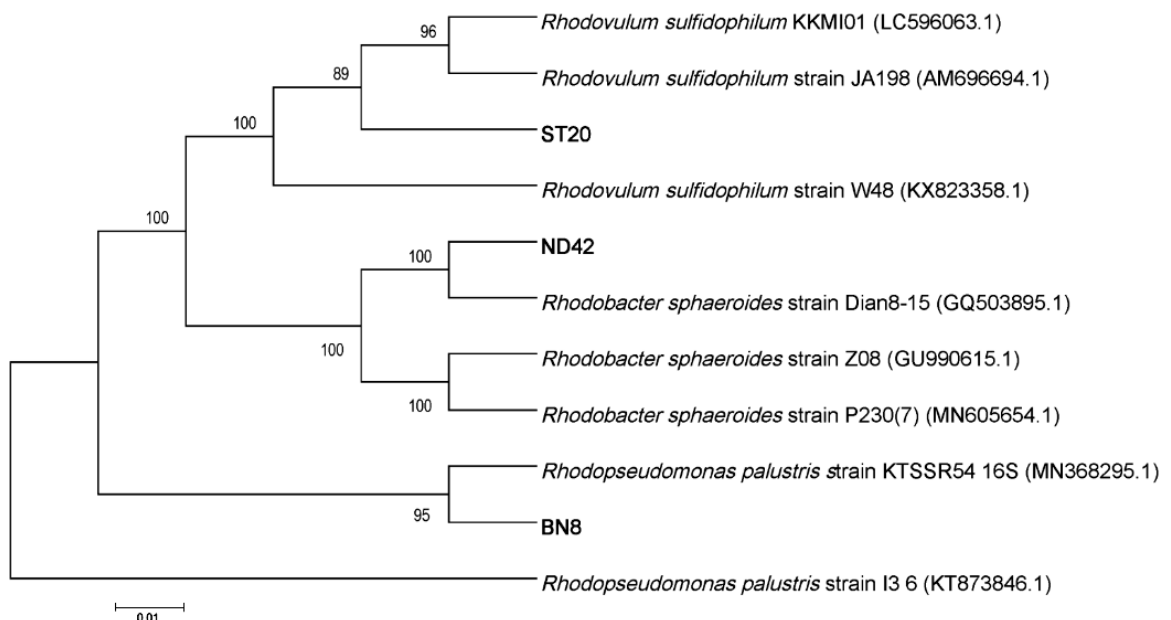 96
Rhodovulum sulfidophilum KKMI01 (LC596063.1)
89
Rhodovulum sulfidophilum strain JA198 (AM696694.1)
100
ST20
Rhodovulum sulfidophilum strain W48 (KX823358.1)
100
ND42
100
Rhodobacter sphaeroides strain Dian8-15 (GQ503895.1)
100
Rhodobacter sphaeroides strain Z08 (GU990615.1)
100
Rhodobacter sphaeroides strain P230(7) (MN605654.1)
Rhodopseudomonas palustris strain KTSSR54 16S (MN368295.1)
95
BN8
Rhodopseudomonas palustris strain I3 6 (KT873846.1)
0.01